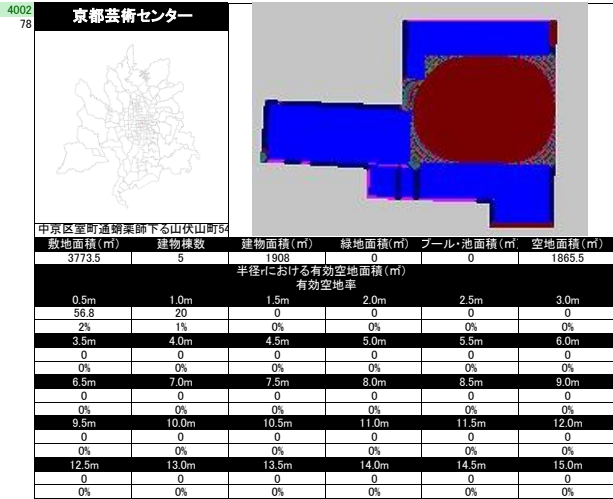 4002
78
京都芸術センター
中京区室町通蛸薬師下る山伏山町54
敷地面積(㎡) 建物棟数 建物面積(㎡) 緑地面積(㎡) プール・池面積(㎡) 空地面積(㎡)
3773.5 5 1908 0 0 1865.5
半径rにおける有効空地面積(㎡)
有効空地率
0.5m 1.0m 1.5m 2.0m 2.5m 3.0m
56.8 20 0 0 0 0
2% 1% 0% 0% 0% 0%
3.5m 4.0m 4.5m 5.0m 5.5m 6.0m
0 0 0 0 0 0
0% 0% 0% 0% 0% 0%
6.5m 7.0m 7.5m 8.0m 8.5m 9.0m
0 0 0 0 0 0
0% 0% 0% 0% 0% 0%
9.5m 10.0m 10.5m 11.0m 11.5m 12.0m
0 0 0 0 0 0
0% 0% 0% 0% 0% 0%
12.5m 13.0m 13.5m 14.0m 14.5m 15.0m
0 0 0 0 0 0
0% 0% 0% 0% 0% 0%